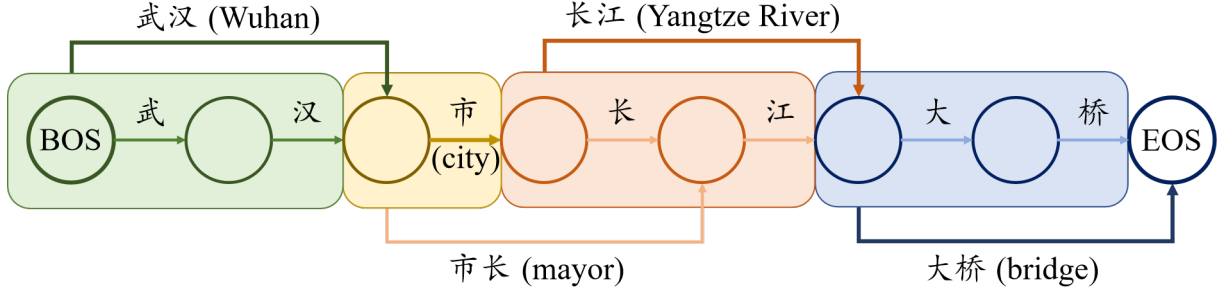 武汉 (Wuhan) 长江 (Yangtze River)
BOS 武 汉 市 长 江 大 桥 EOS
(city)
市长 (mayor) 大桥 (bridge)